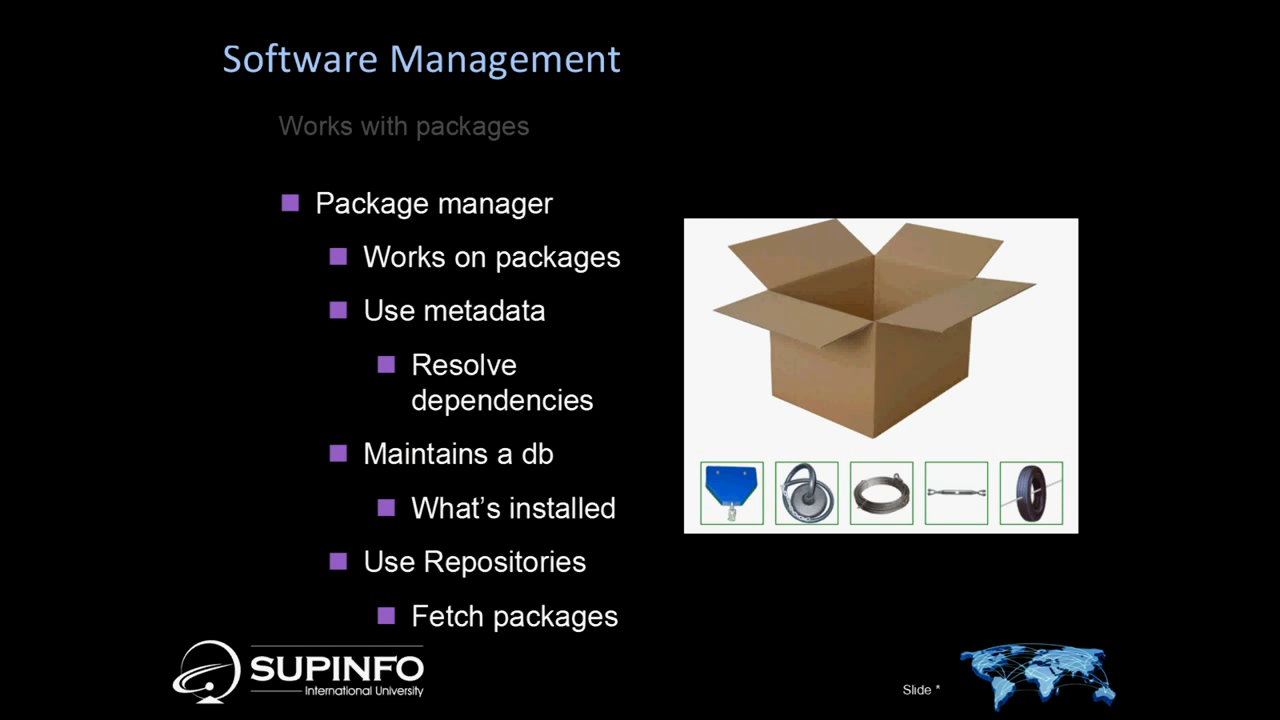 Software Management
Works with packages
Package manager
Works on packages
Use metadata
Resolve
dependencies
Maintains a db
What's installed
Use Repositories
Fetch packages
SUPINFO
International University
Slide *